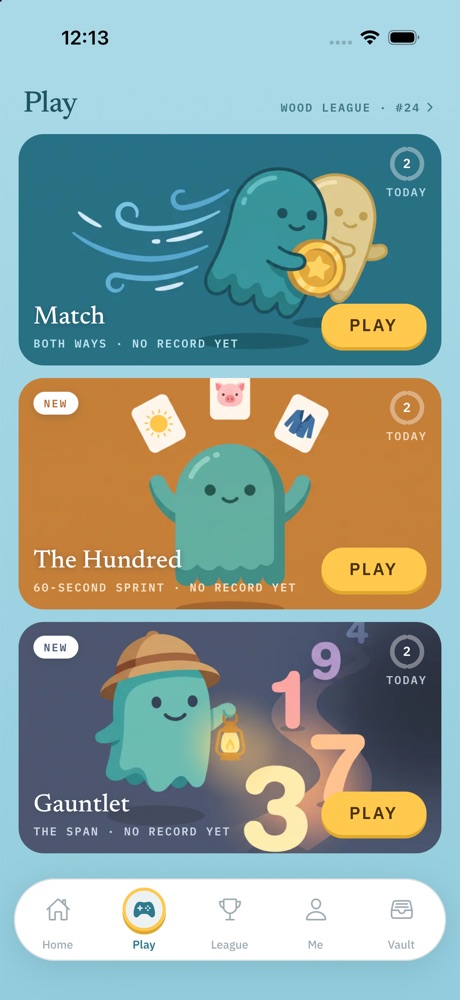 12:13
Play
WOOD LEAGUE · #24 >
2
TODAY
Match
BOTH WAYS · NO RECORD YET
PLAY
NEW
2
TODAY
The Hundred
60-SECOND SPRINT · NO RECORD YET
PLAY
NEW
4
9
2
TODAY
1
7
3
Gauntlet
THE SPAN · NO RECORD YET
PLAY
Home
Play
League
Me
Vault